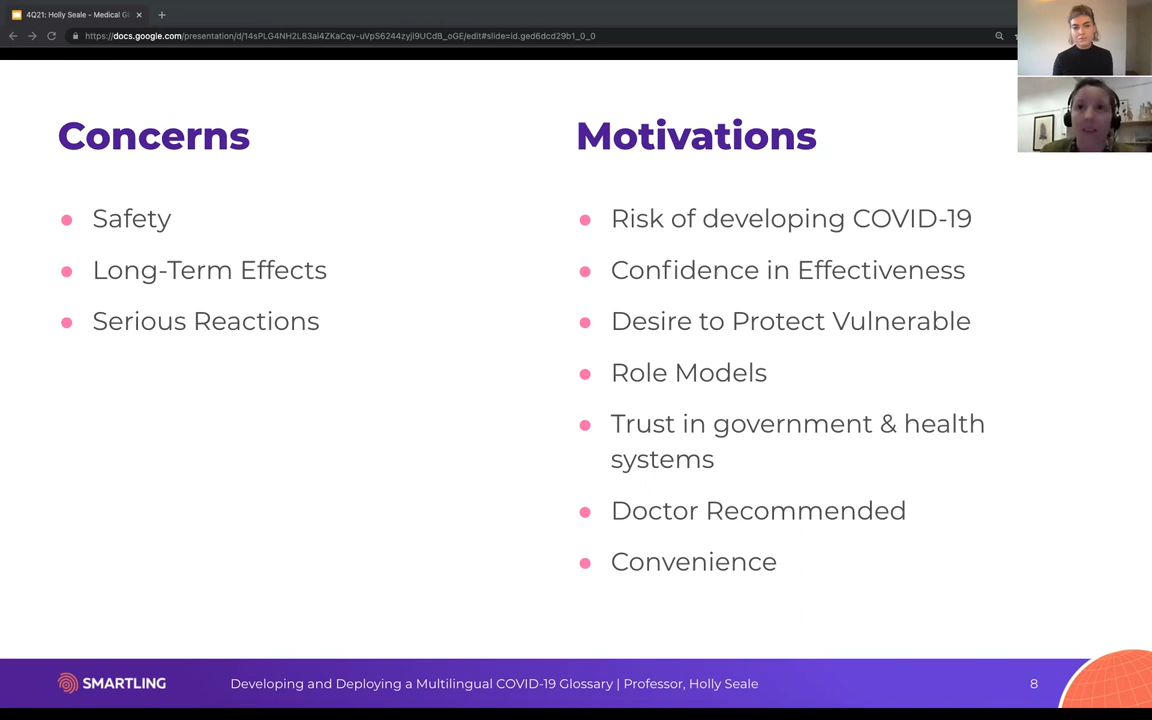 4Q21: Holly Seale - Medical Gl
https://docs.google.com/presentation/d/14sPLG4NH2L83ai4ZKaCqv-uVpS6244zyji9UCdB_oGE/edit#slide=id.ged6dcd29b1_0_0
Concerns
Safety
Long-Term Effects
Serious Reactions
Motivations
Risk of developing COVID-19
Confidence in Effectiveness
Desire to Protect Vulnerable
Role Models
Trust in government & health
systems
Doctor Recommended
Convenience
SMARTLING
Developing and Deploying a Multilingual COVID-19 Glossary | Professor, Holly Seale
8